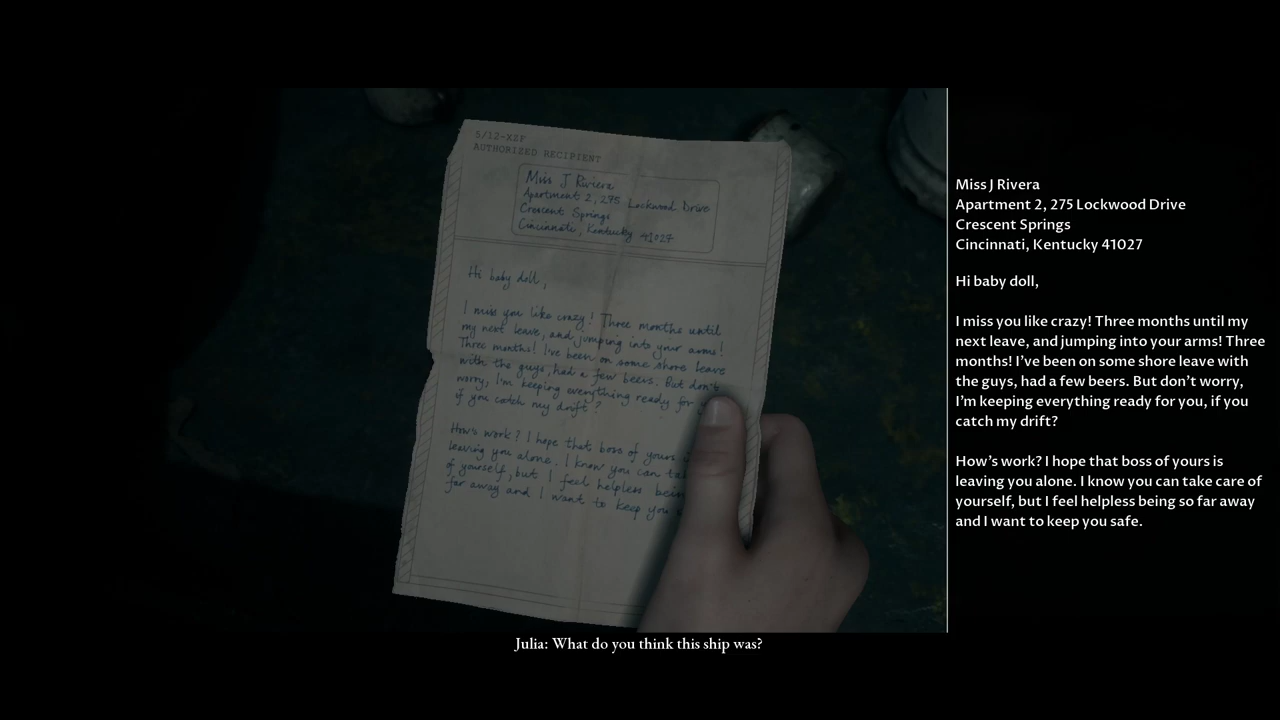 5/12-XZF
AUTHORIZED RECIPIENT
Miss J Rivera
Apartment 2, 275 Lockwood Drive
Crescent Springs
Cincinnati, Kentucky 41027
Hi baby doll,
I miss you like crazy! Three months until
my next leave, and jumping into your arms!
Three months! I've been on some shore leave
with the guys, had a few beers. But don't
worry, I'm keeping everything ready for
if you catch my drift?
How's work? I hope that boss of yours
leaving you alone. I know you can
of yourself, but I feel helpless
far away and I want to keep you
Miss J Rivera
Apartment 2, 275 Lockwood Drive
Crescent Springs
Cincinnati, Kentucky 41027
Hi baby doll,
I miss you like crazy! Three months until my
next leave, and jumping into your arms! Three
months! I've been on some shore leave with
the guys, had a few beers. But don't worry,
I'm keeping everything ready for you, if you
catch my drift?
How's work? I hope that boss of yours is
leaving you alone. I know you can take care of
yourself, but I feel helpless being so far away
and I want to keep you safe.
Julia: What do you think this ship was?